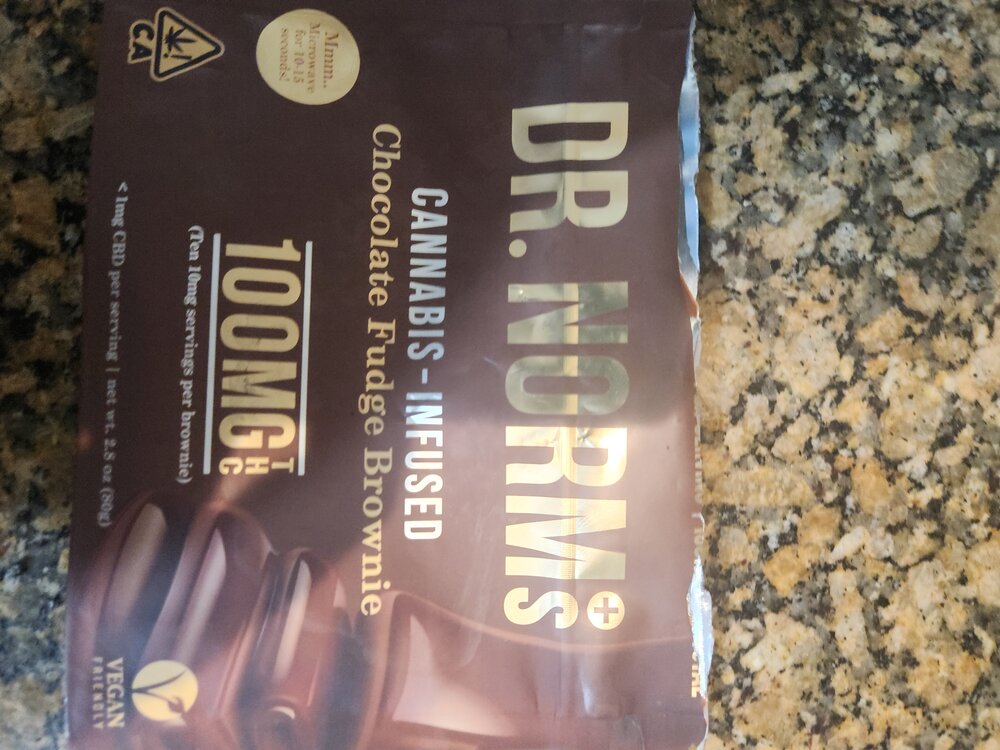 DR. NORMS+
CANNABIS-INFUSED
Chocolate Fudge Brownie
100MG THC
(Ten 10mg servings per brownie)
< 1mg CBD per serving | net wt. 2.8 oz (80g)
Mmm..
Microwave
for 10-15
seconds!
!
CA
VEGAN
FRIENDLY